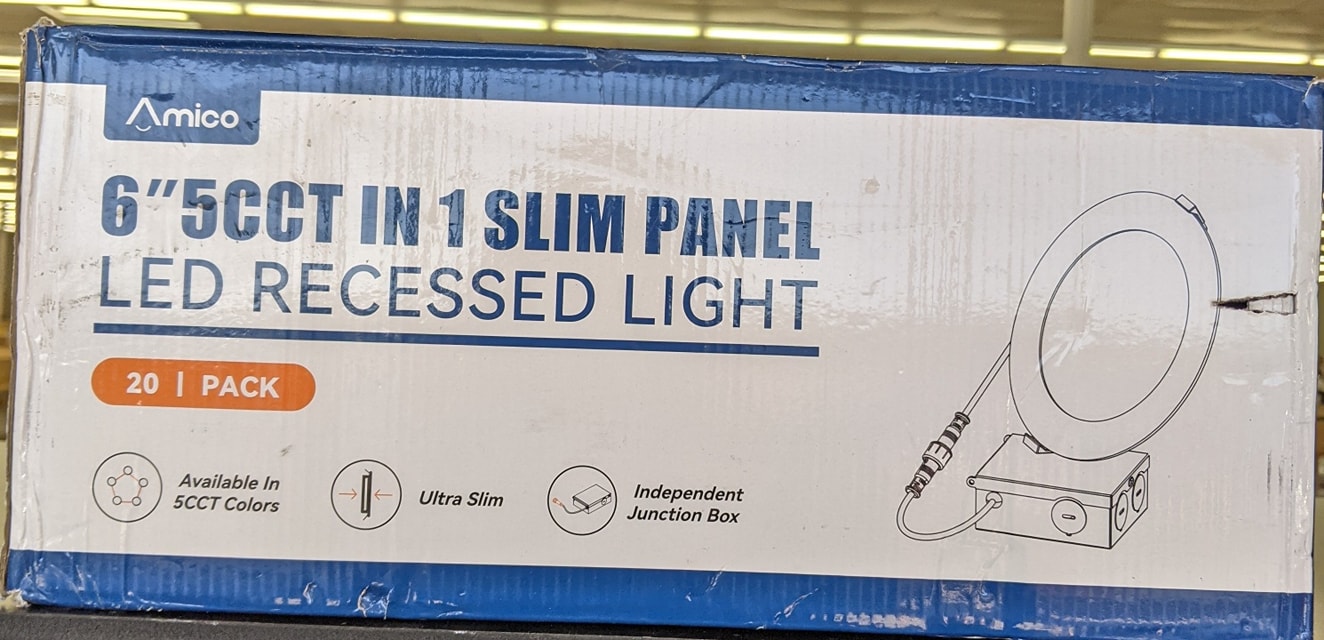 Amico
6"5CCT IN 1 SLIM PANEL
LED RECESSED LIGHT
20 | PACK
Available In
5CCT Colors
Ultra Slim
Independent
Junction Box